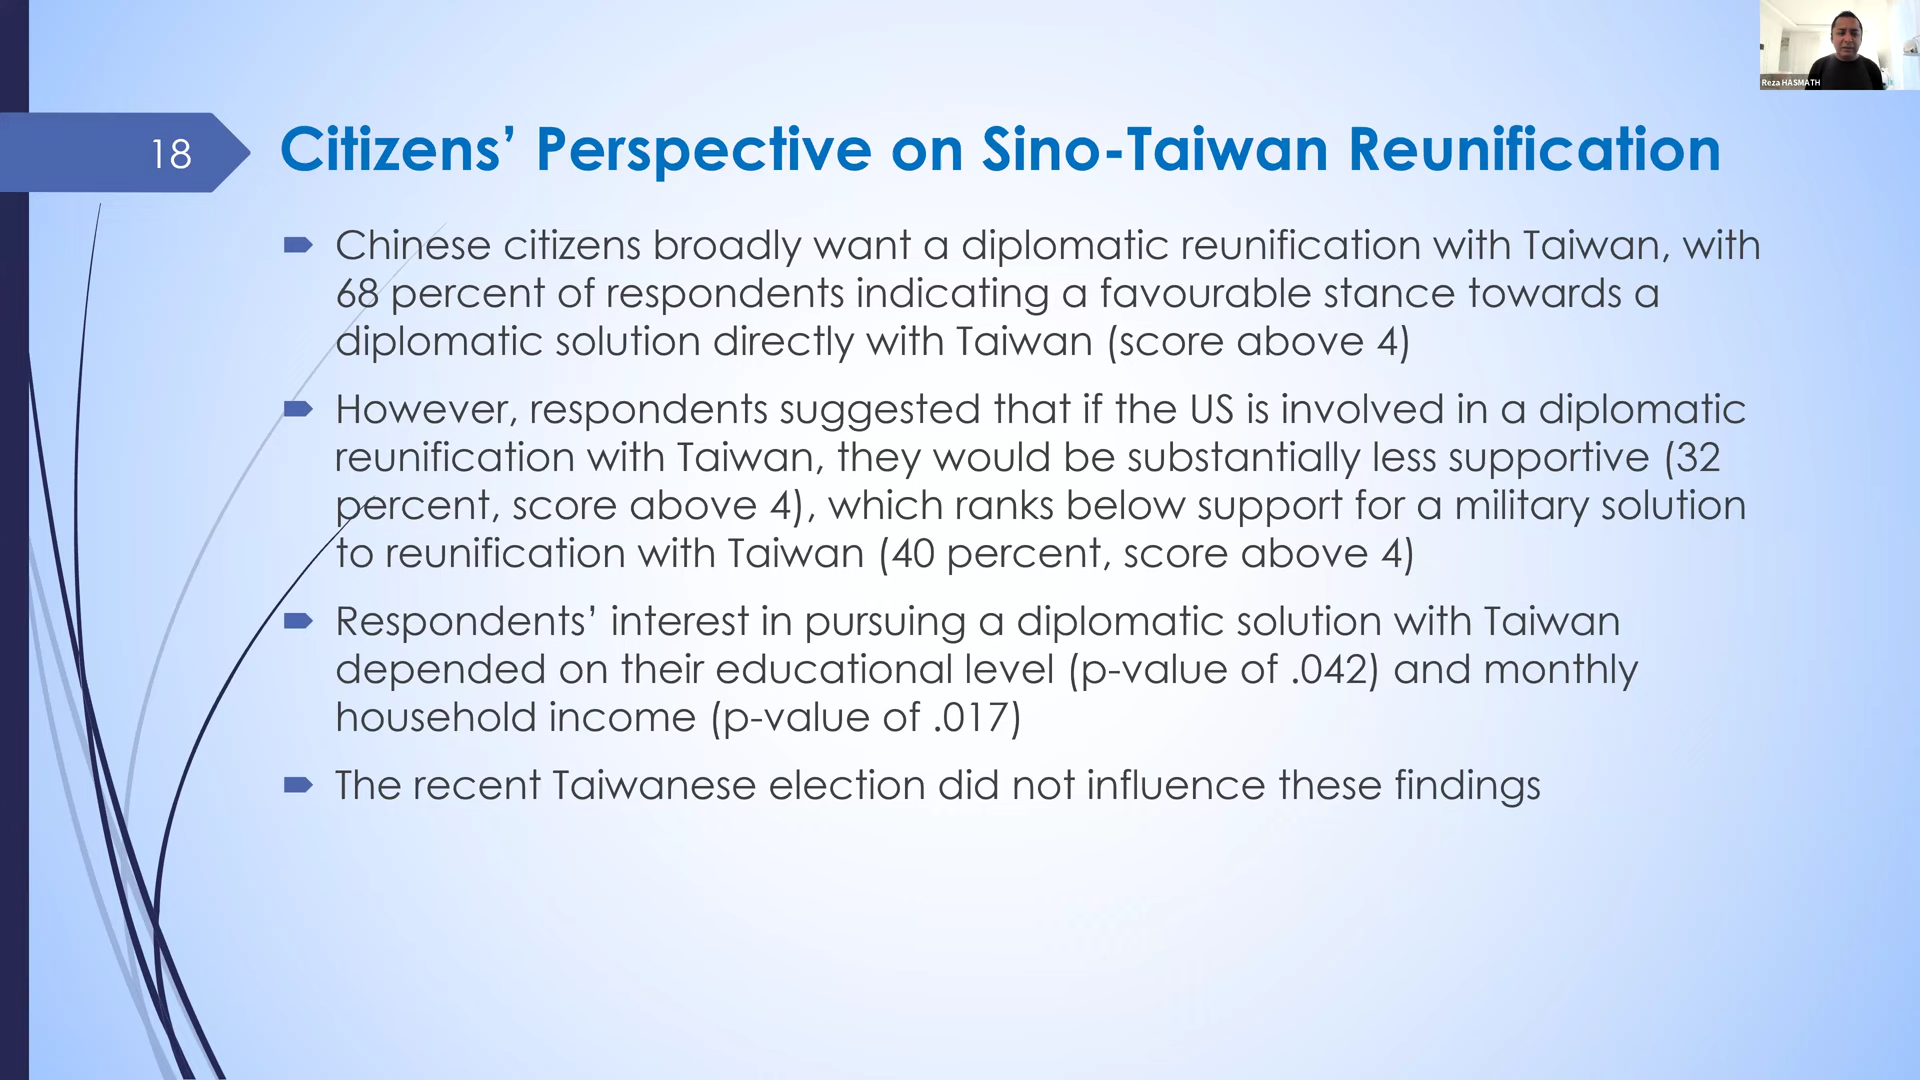 Reza HASMATH
18
Citizens’ Perspective on Sino-Taiwan Reunification
Chinese citizens broadly want a diplomatic reunification with Taiwan, with
68 percent of respondents indicating a favourable stance towards a
diplomatic solution directly with Taiwan (score above 4)
However, respondents suggested that if the US is involved in a diplomatic
reunification with Taiwan, they would be substantially less supportive (32
percent, score above 4), which ranks below support for a military solution
to reunification with Taiwan (40 percent, score above 4)
Respondents’ interest in pursuing a diplomatic solution with Taiwan
depended on their educational level (p-value of .042) and monthly
household income (p-value of .017)
The recent Taiwanese election did not influence these findings